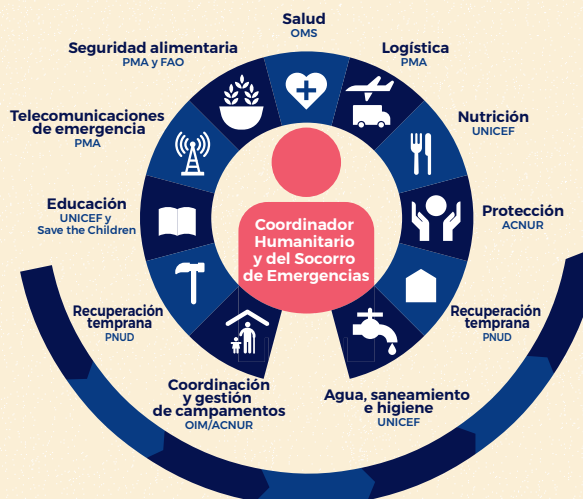 Salud
OMS
Logística
PMA
Nutrición
UNICEF
Protección
ACNUR
Recuperación
temprana
PNUD
Agua, saneamiento
e higiene
UNICEF
Coordinación
y gestión
de campamentos
OIM/ACNUR
Recuperación
temprana
PNUD
Educación
UNICEF y
Save the Children
Telecomunicaciones
de emergencia
PMA
Seguridad alimentaria
PMA y FAO
Coordinador
Humanitario
y del Socorro
de Emergencias